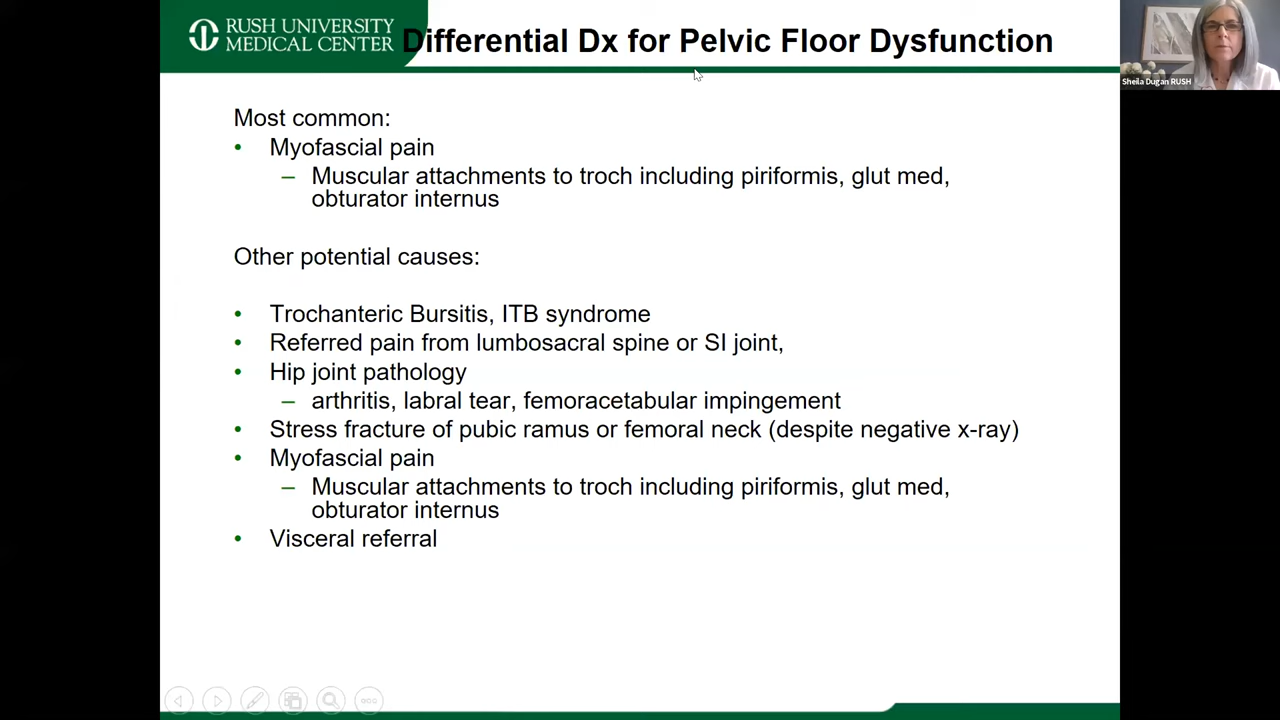 RUSH UNIVERSITY
MEDICAL CENTER
Differential Dx for Pelvic Floor Dysfunction
Sheila Dugan RUSH
Most common:
• Myofascial pain
– Muscular attachments to troch including piriformis, glut med,
obturator internus
Other potential causes:
• Trochanteric Bursitis, ITB syndrome
• Referred pain from lumbosacral spine or SI joint,
• Hip joint pathology
– arthritis, labral tear, femoracetabular impingement
• Stress fracture of pubic ramus or femoral neck (despite negative x-ray)
• Myofascial pain
– Muscular attachments to troch including piriformis, glut med,
obturator internus
• Visceral referral